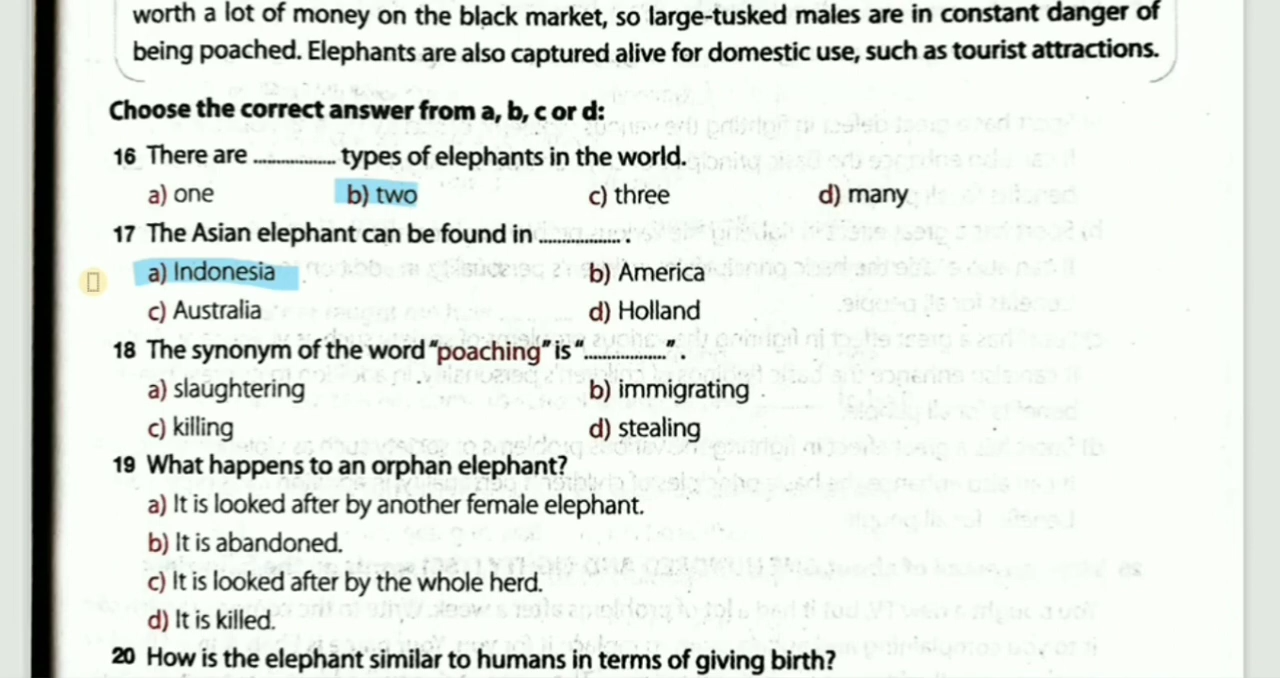 worth a lot of money on the black market, so large-tusked males are in constant danger of
being poached. Elephants are also captured alive for domestic use, such as tourist attractions.
Choose the correct answer from a, b, c or d:
16 There are ............... types of elephants in the world.
a) one b) two c) three d) many
17 The Asian elephant can be found in ............... .
a) Indonesia b) America
c) Australia d) Holland
18 The synonym of the word "poaching" is "...............".
a) slaughtering b) immigrating
c) killing d) stealing
19 What happens to an orphan elephant?
a) It is looked after by another female elephant.
b) It is abandoned.
c) It is looked after by the whole herd.
d) It is killed.
20 How is the elephant similar to humans in terms of giving birth?